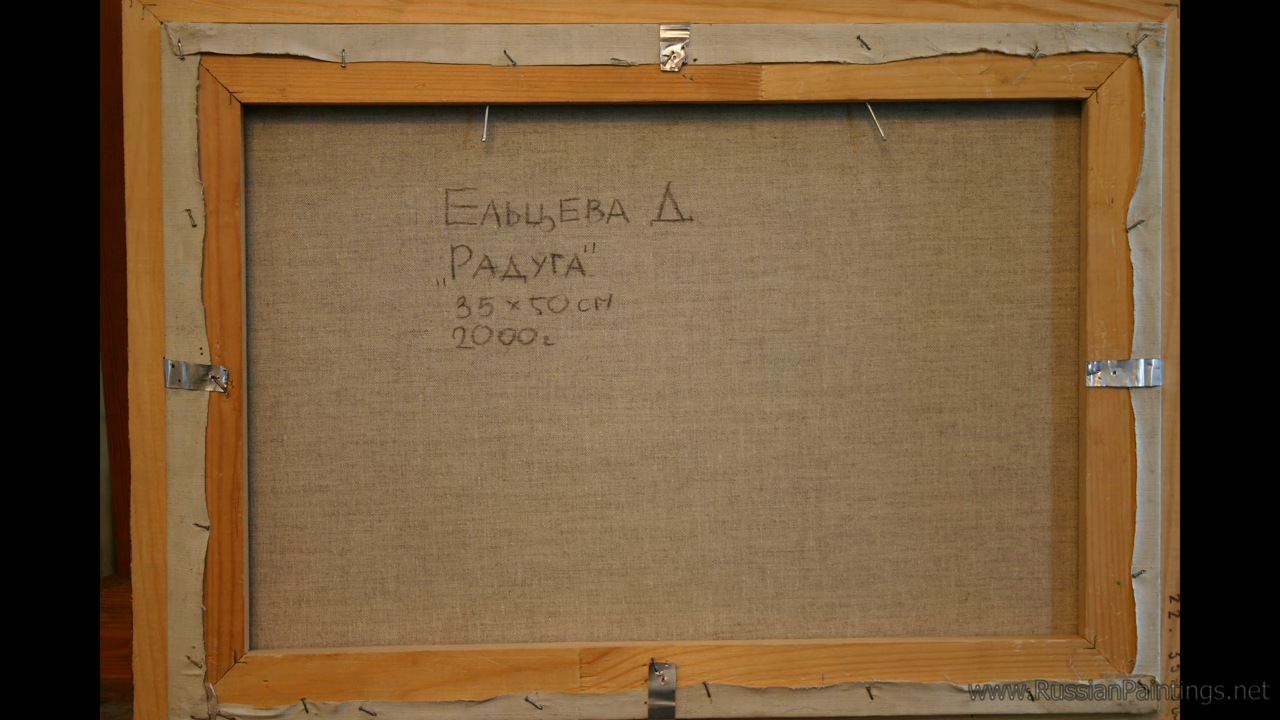 Ельцева Д
„Радуга"
35 × 50 см
2000г
www.RussianPaintings.net